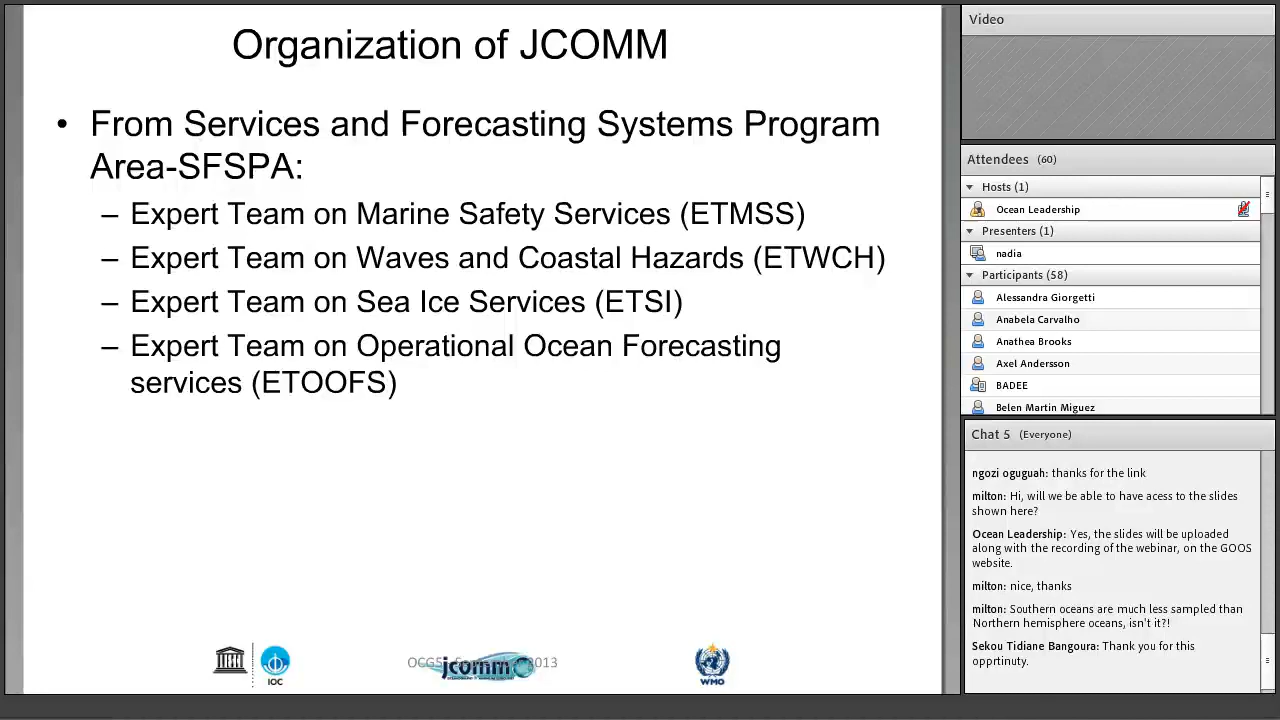 Organization of JCOMM
• From Services and Forecasting Systems Program
Area-SFSPA:
– Expert Team on Marine Safety Services (ETMSS)
– Expert Team on Waves and Coastal Hazards (ETWCH)
– Expert Team on Sea Ice Services (ETSI)
– Expert Team on Operational Ocean Forecasting
services (ETOOFS)
IOC
jcomm
2013
WMO
Video
Attendees (60)
Hosts (1)
Ocean Leadership
Presenters (1)
nadia
Participants (58)
Alessandra Giorgetti
Anabela Carvalho
Anathea Brooks
Axel Andersson
BADEE
Belen Martin Miguez
Chat 5 (Everyone)
ngozi oguguah: thanks for the link
milton: Hi, will we be able to have acess to the slides
shown here?
Ocean Leadership: Yes, the slides will be uploaded
along with the recording of the webinar, on the GOOS
website.
milton: nice, thanks
milton: Southern oceans are much less sampled than
Northern hemisphere oceans, isn't it?!
Sekou Tidiane Bangoura: Thank you for this
opprtinuty.